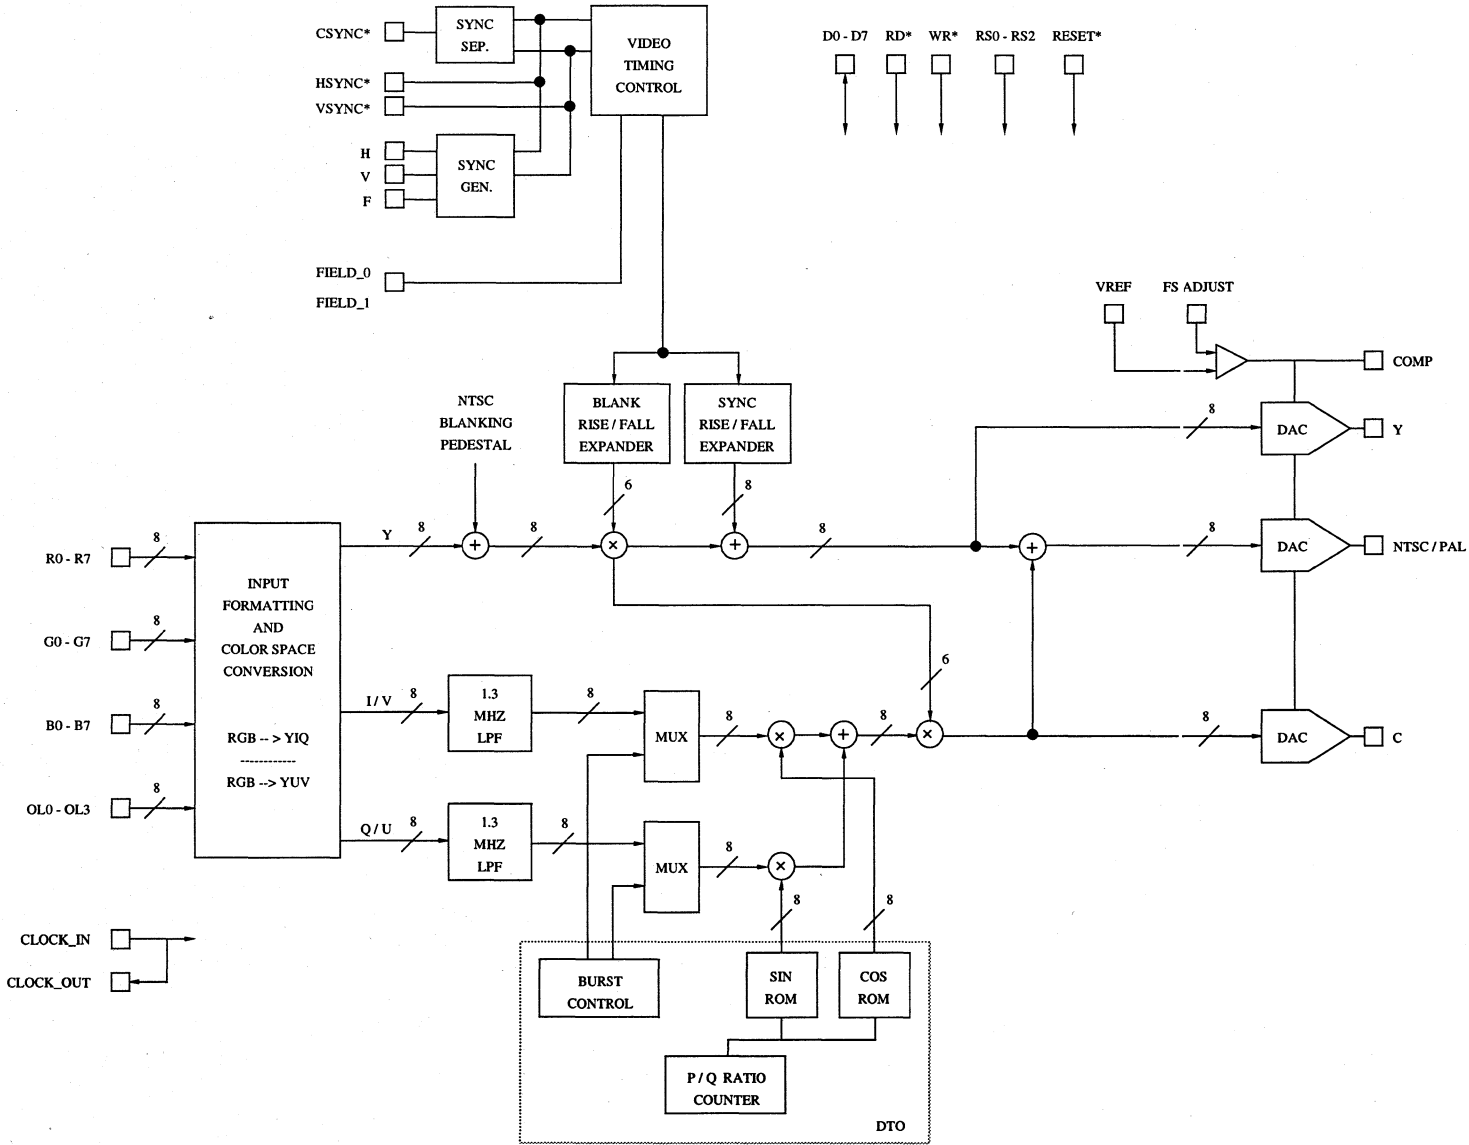 CSYNC*
SYNC
SEP.
HSYNC*
VSYNC*
VIDEO
TIMING
CONTROL
H
V
F
SYNC
GEN.
FIELD_0
FIELD_1
D0 - D7
RD*
WR*
RS0 - RS2
RESET*
VREF
FS ADJUST
COMP
NTSC
BLANKING
PEDESTAL
BLANK
RISE / FALL
EXPANDER
SYNC
RISE / FALL
EXPANDER
6
8
8
DAC
Y
R0 - R7
8
G0 - G7
8
B0 - B7
8
OL0 - OL3
8
INPUT
FORMATTING
AND
COLOR SPACE
CONVERSION
RGB -- > YIQ
------------
RGB --> YUV
Y
8
+
8
×
+
8
+
8
DAC
NTSC / PAL
6
I / V
8
1.3
MHZ
LPF
8
MUX
8
×
+
8
×
8
DAC
C
Q / U
8
1.3
MHZ
LPF
8
MUX
8
×
8
8
CLOCK_IN
CLOCK_OUT
BURST
CONTROL
SIN
ROM
COS
ROM
P / Q RATIO
COUNTER
DTO